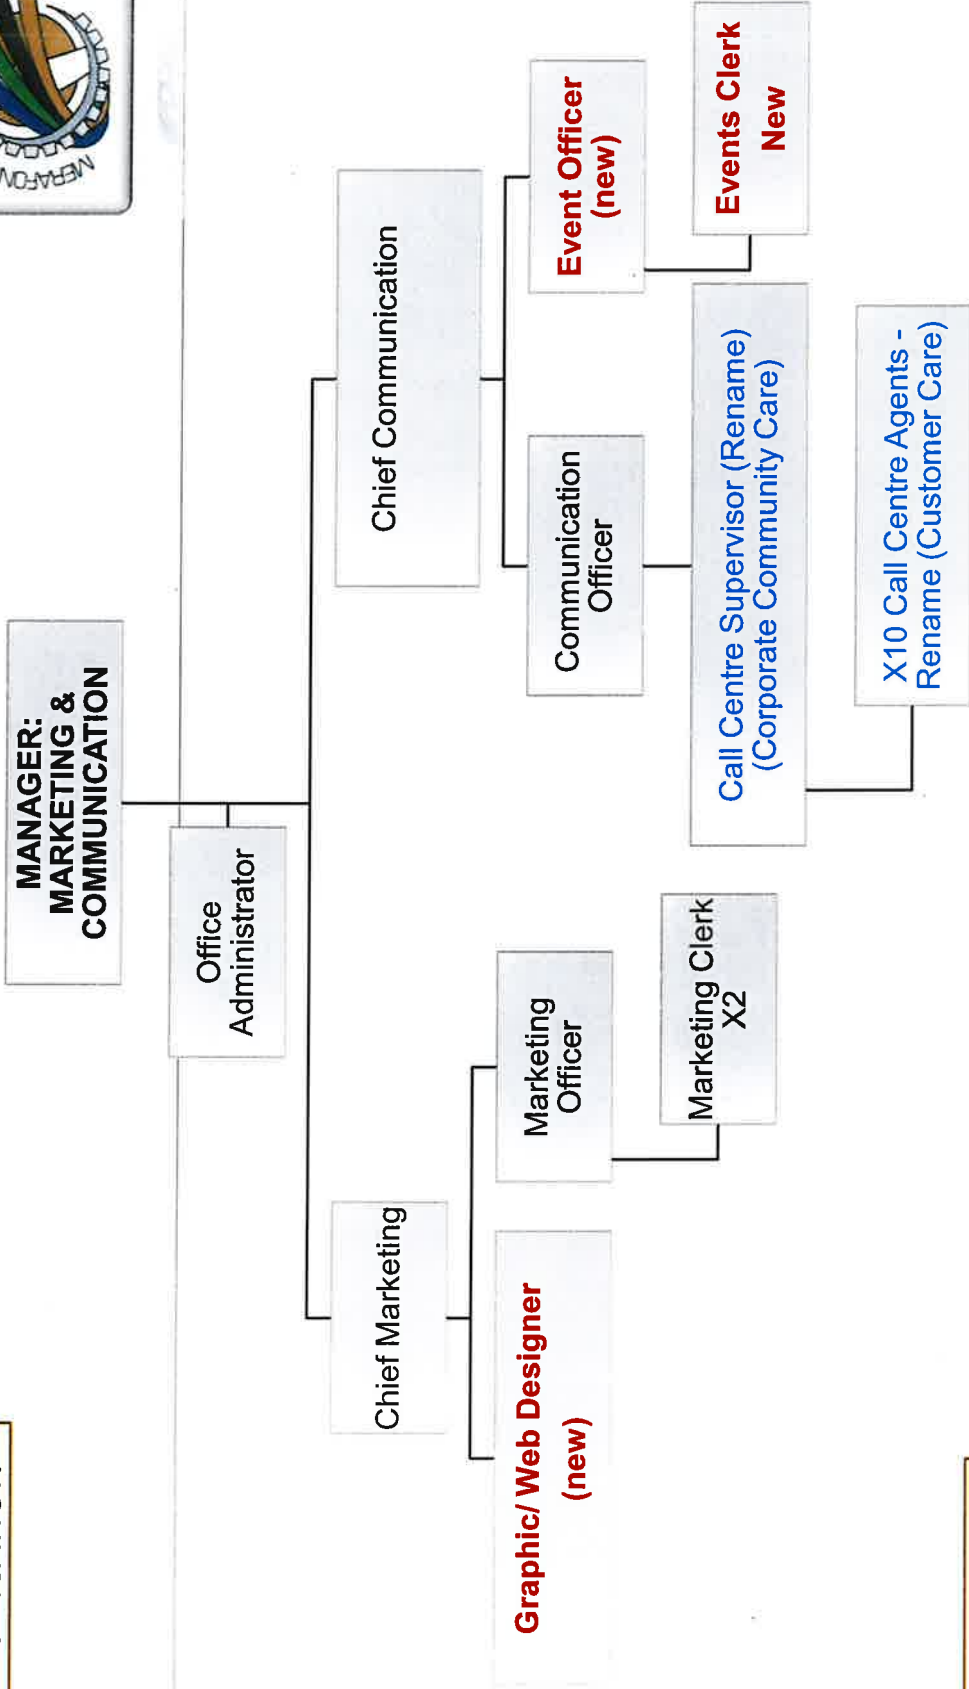 MANAGER:
MARKETING &
COMMUNICATION
Office
Administrator
Chief Marketing
Chief Communication
Graphic/ Web Designer
(new)
Marketing
Officer
Marketing Clerk
X2
Communication
Officer
Event Officer
(new)
Call Centre Supervisor (Rename)
(Corporate Community Care)
Events Clerk
New
X10 Call Centre Agents -
Rename (Customer Care)